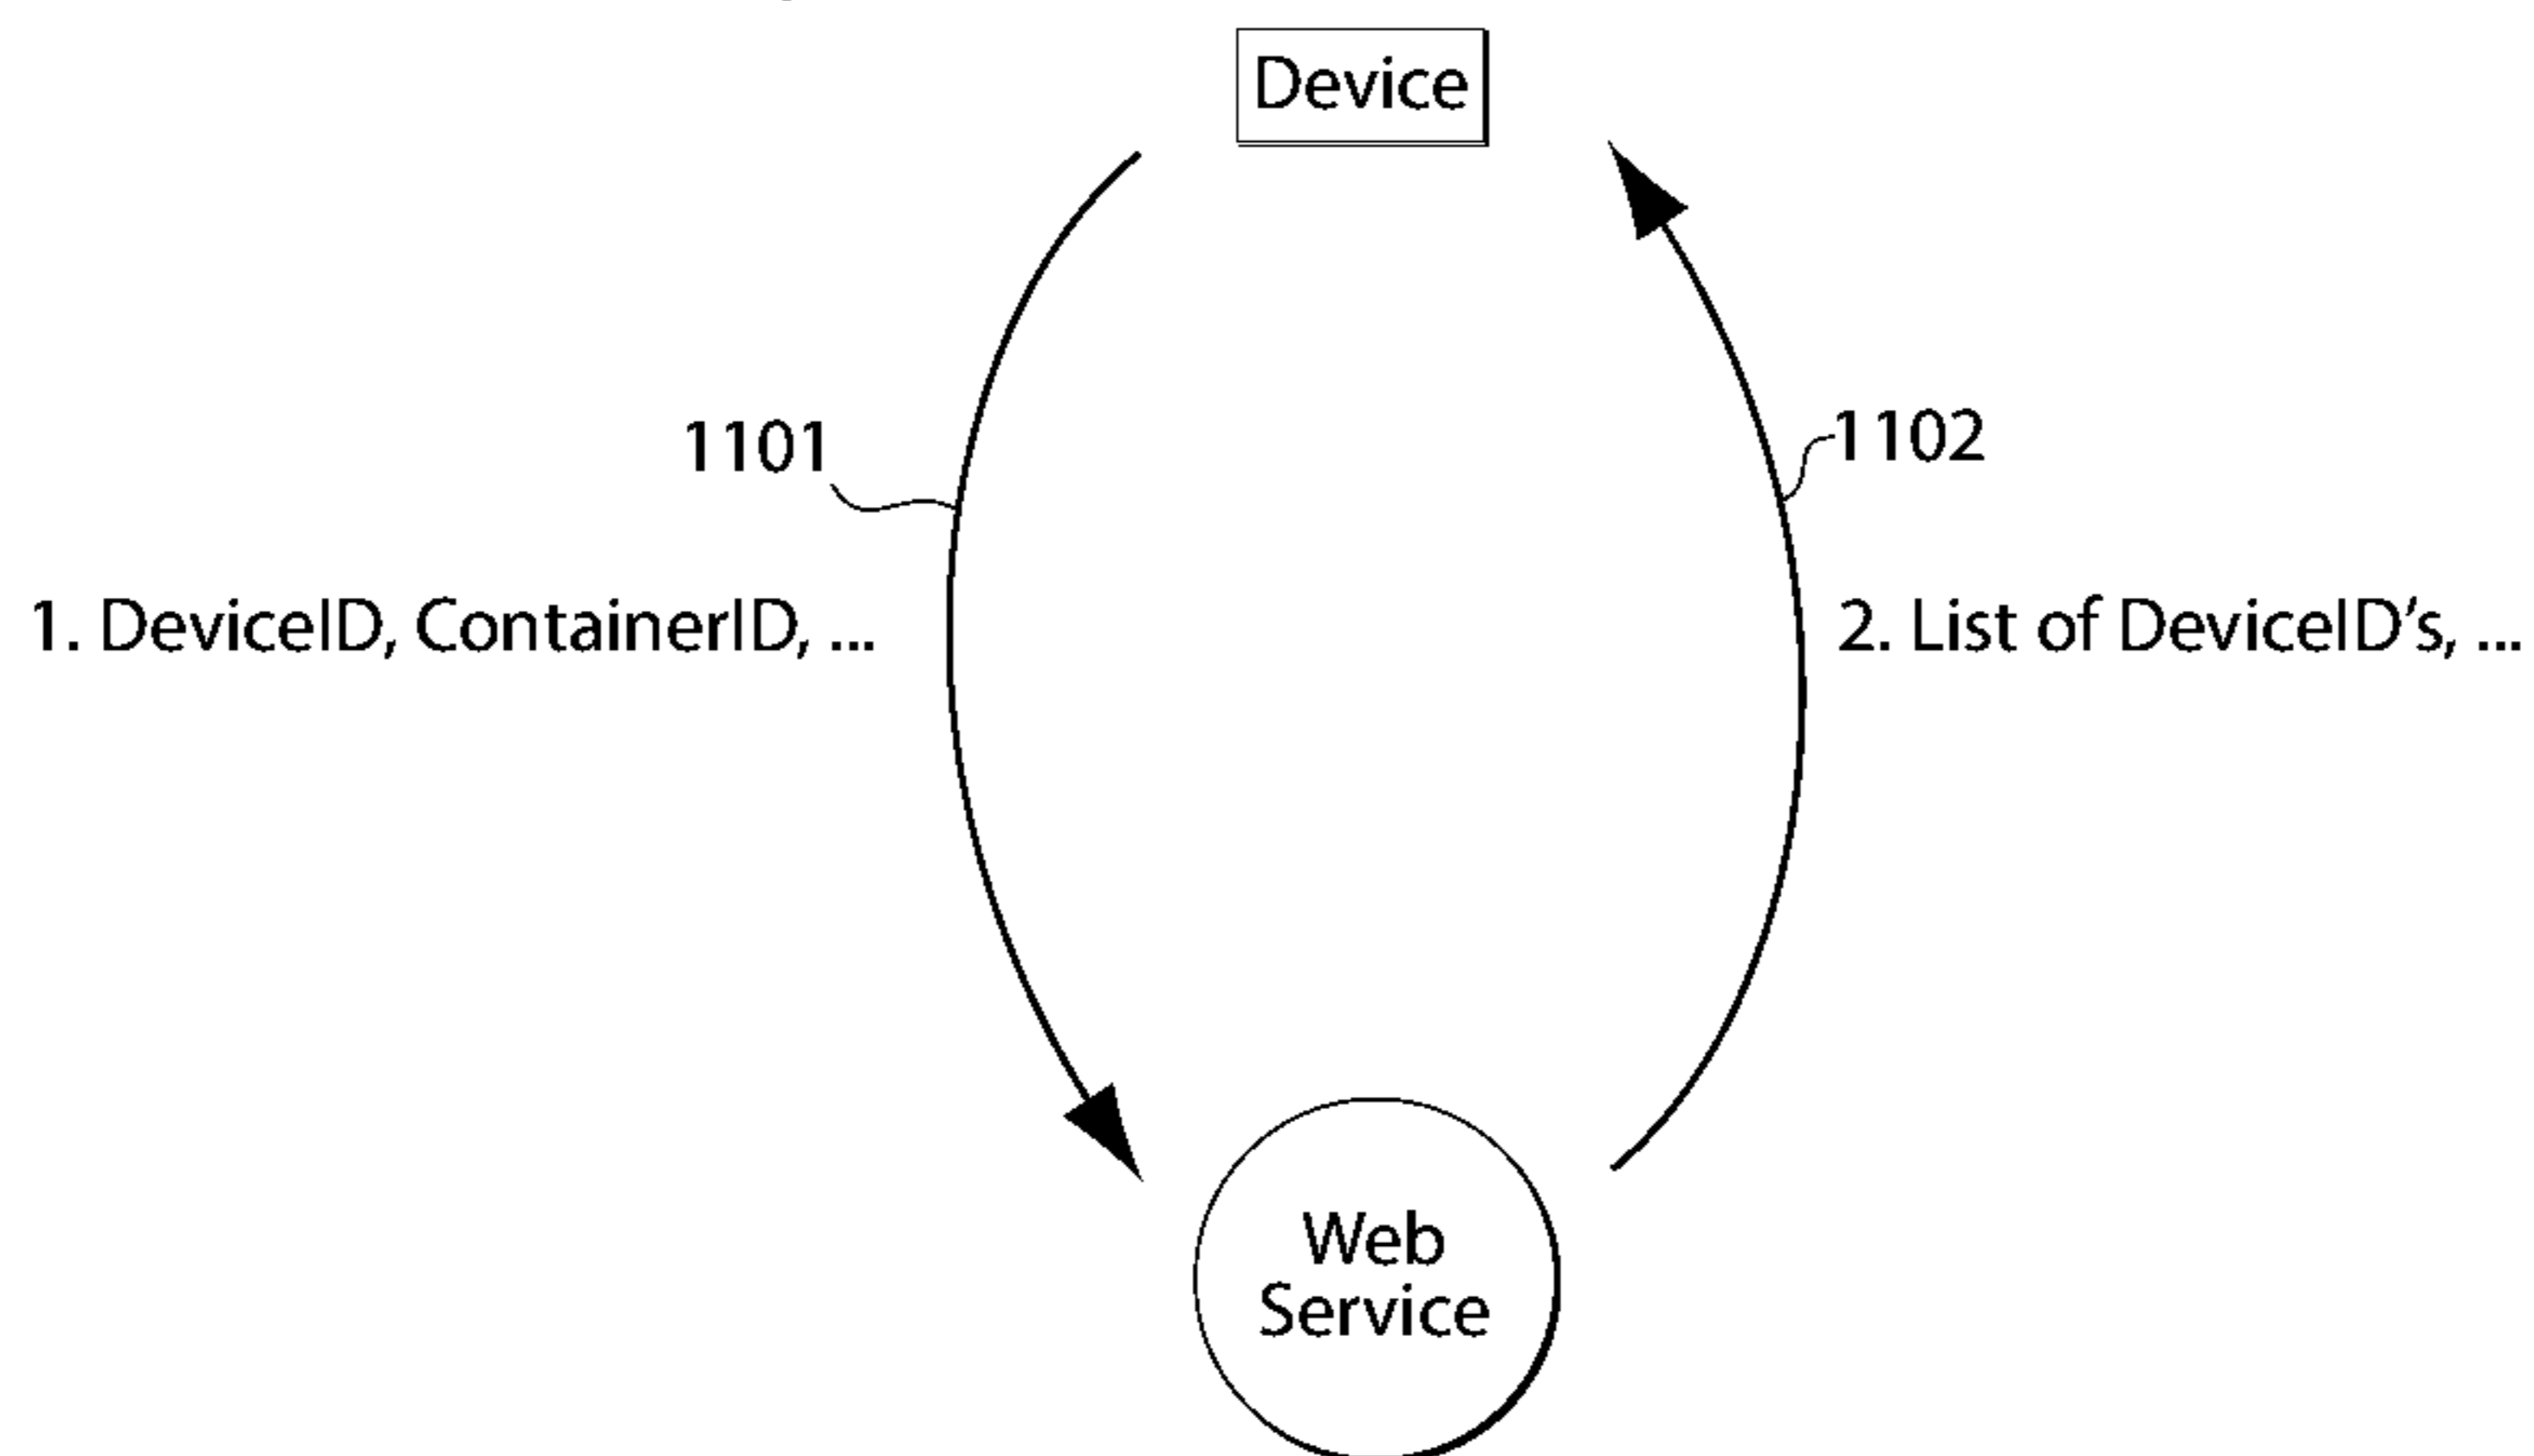 Device
1101
1102
1. DeviceID, ContainerID, ...
2. List of DeviceID’s, ...
Web
Service